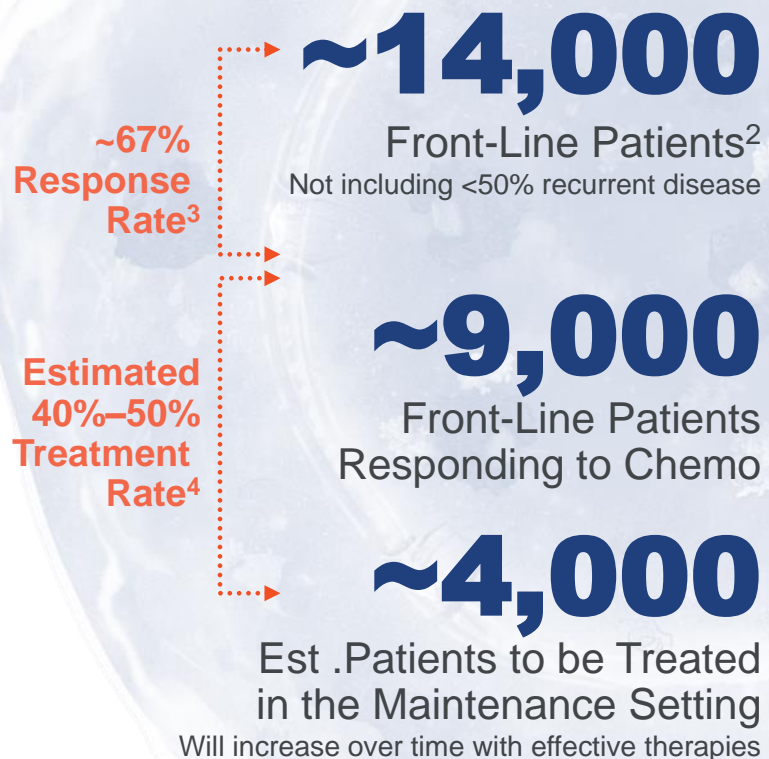 ~14,000
Front-Line Patients2
Not including <50% recurrent disease
~67%
Response
Rate3
~9,000
Front-Line Patients
Responding to Chemo
Estimated
40%–50%
Treatment
Rate4
~4,000
Est .Patients to be Treated
in the Maintenance Setting
Will increase over time with effective therapies